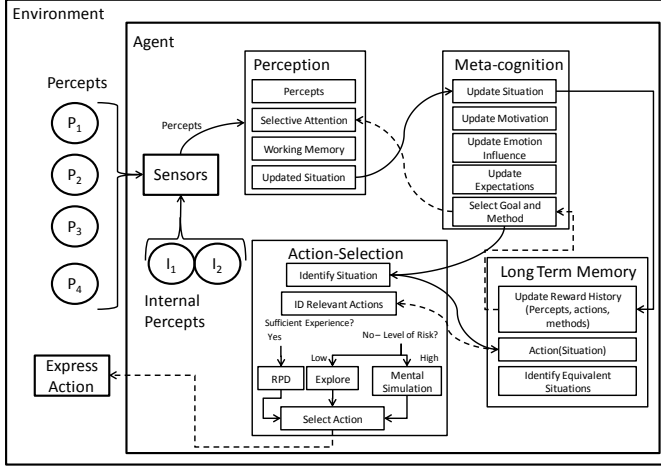 Environment
Agent
Percepts
P1
P2
P3
P4
Percepts
Sensors
I1
I2
Internal
Percepts
Express
Action
Perception
Percepts
Selective Attention
Working Memory
Updated Situation
Meta-cognition
Update Situation
Update Motivation
Update Emotion
Influence
Update
Expectations
Select Goal and
Method
Action-Selection
Identify Situation
ID Relevant Actions
Sufficient Experience?
Yes
No – Level of Risk?
Low
High
RPD
Explore
Mental
Simulation
Select Action
Long Term Memory
Update Reward History
(Percepts, actions,
methods)
Action(Situation)
Identify Equivalent
Situations